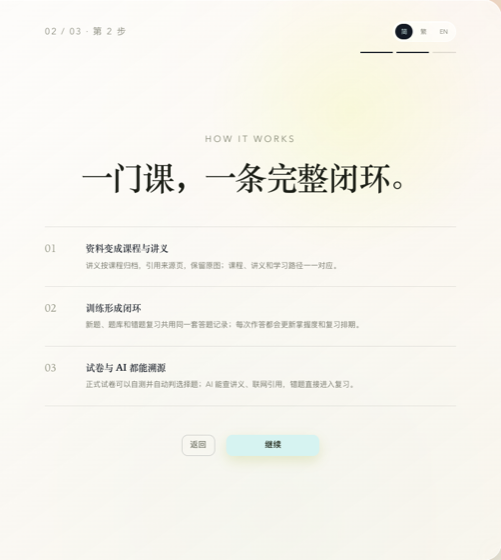 02 / 03 · 第 2 步
简 繁 EN
HOW IT WORKS
一门课，一条完整闭环。
01 资料变成课程与讲义
讲义按课程归档，引用来源页，保留原图；课程、讲义和学习路径一一对应。
02 训练形成闭环
新题、题库和错题复习共用同一套答题记录；每次作答都会更新掌握度和复习排期。
03 试卷与 AI 都能溯源
正式试卷可以自测并自动判选择题；AI 能查讲义、联网引用，错题直接进入复习。
返回 继续